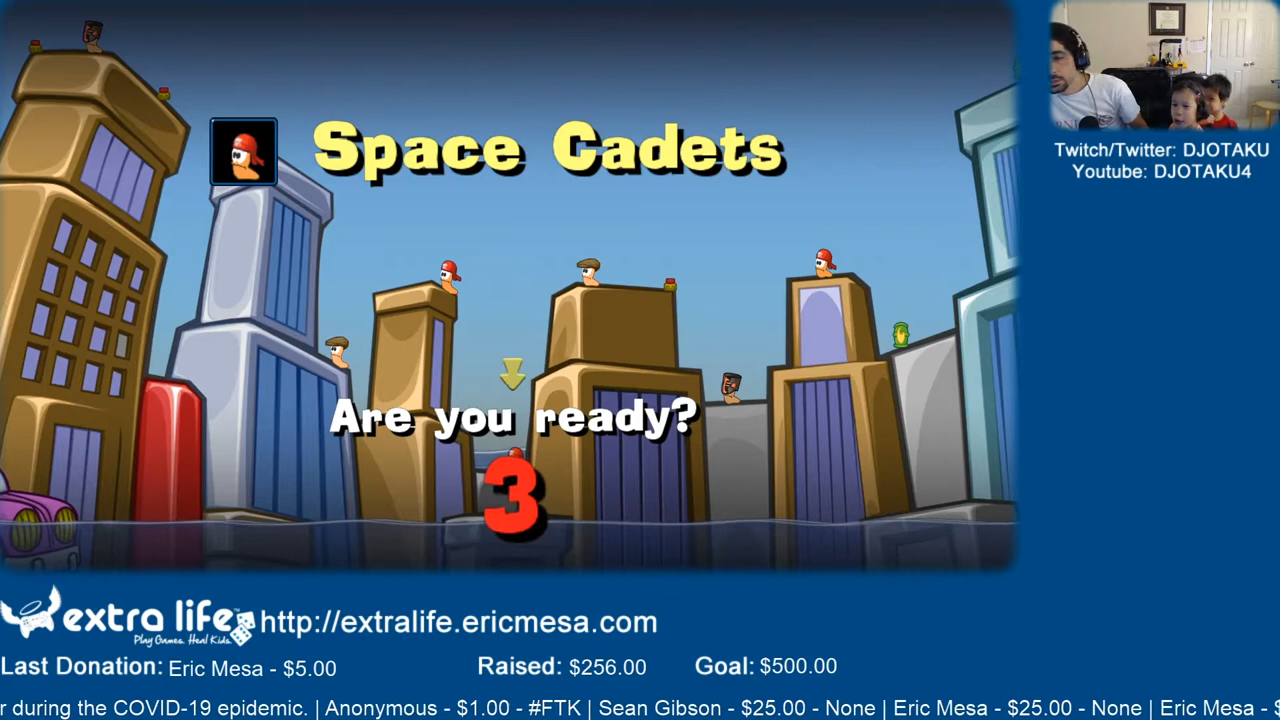 Space Cadets
Are you ready?
3
Twitch/Twitter: DJOTAKU
Youtube: DJOTAKU4
extra life
Play Games. Heal Kids.
http://extralife.ericmesa.com
Last Donation: Eric Mesa - $5.00
Raised: $256.00
Goal: $500.00
r during the COVID-19 epidemic. | Anonymous - $1.00 - #FTK | Sean Gibson - $25.00 - None | Eric Mesa - $25.00 - None | Eric Mesa -